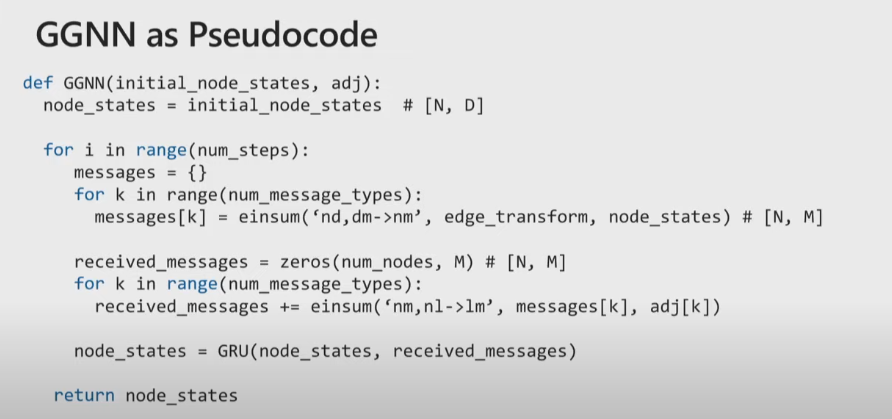 GGNN as Pseudocode
def GGNN(initial_node_states, adj):
node_states = initial_node_states # [N, D]
for i in range(num_steps):
messages = {}
for k in range(num_message_types):
messages[k] = einsum(‘nd,dm->nm’, edge_transform, node_states) # [N, M]
received_messages = zeros(num_nodes, M) # [N, M]
for k in range(num_message_types):
received_messages += einsum(‘nm,nl->lm’, messages[k], adj[k])
node_states = GRU(node_states, received_messages)
return node_states